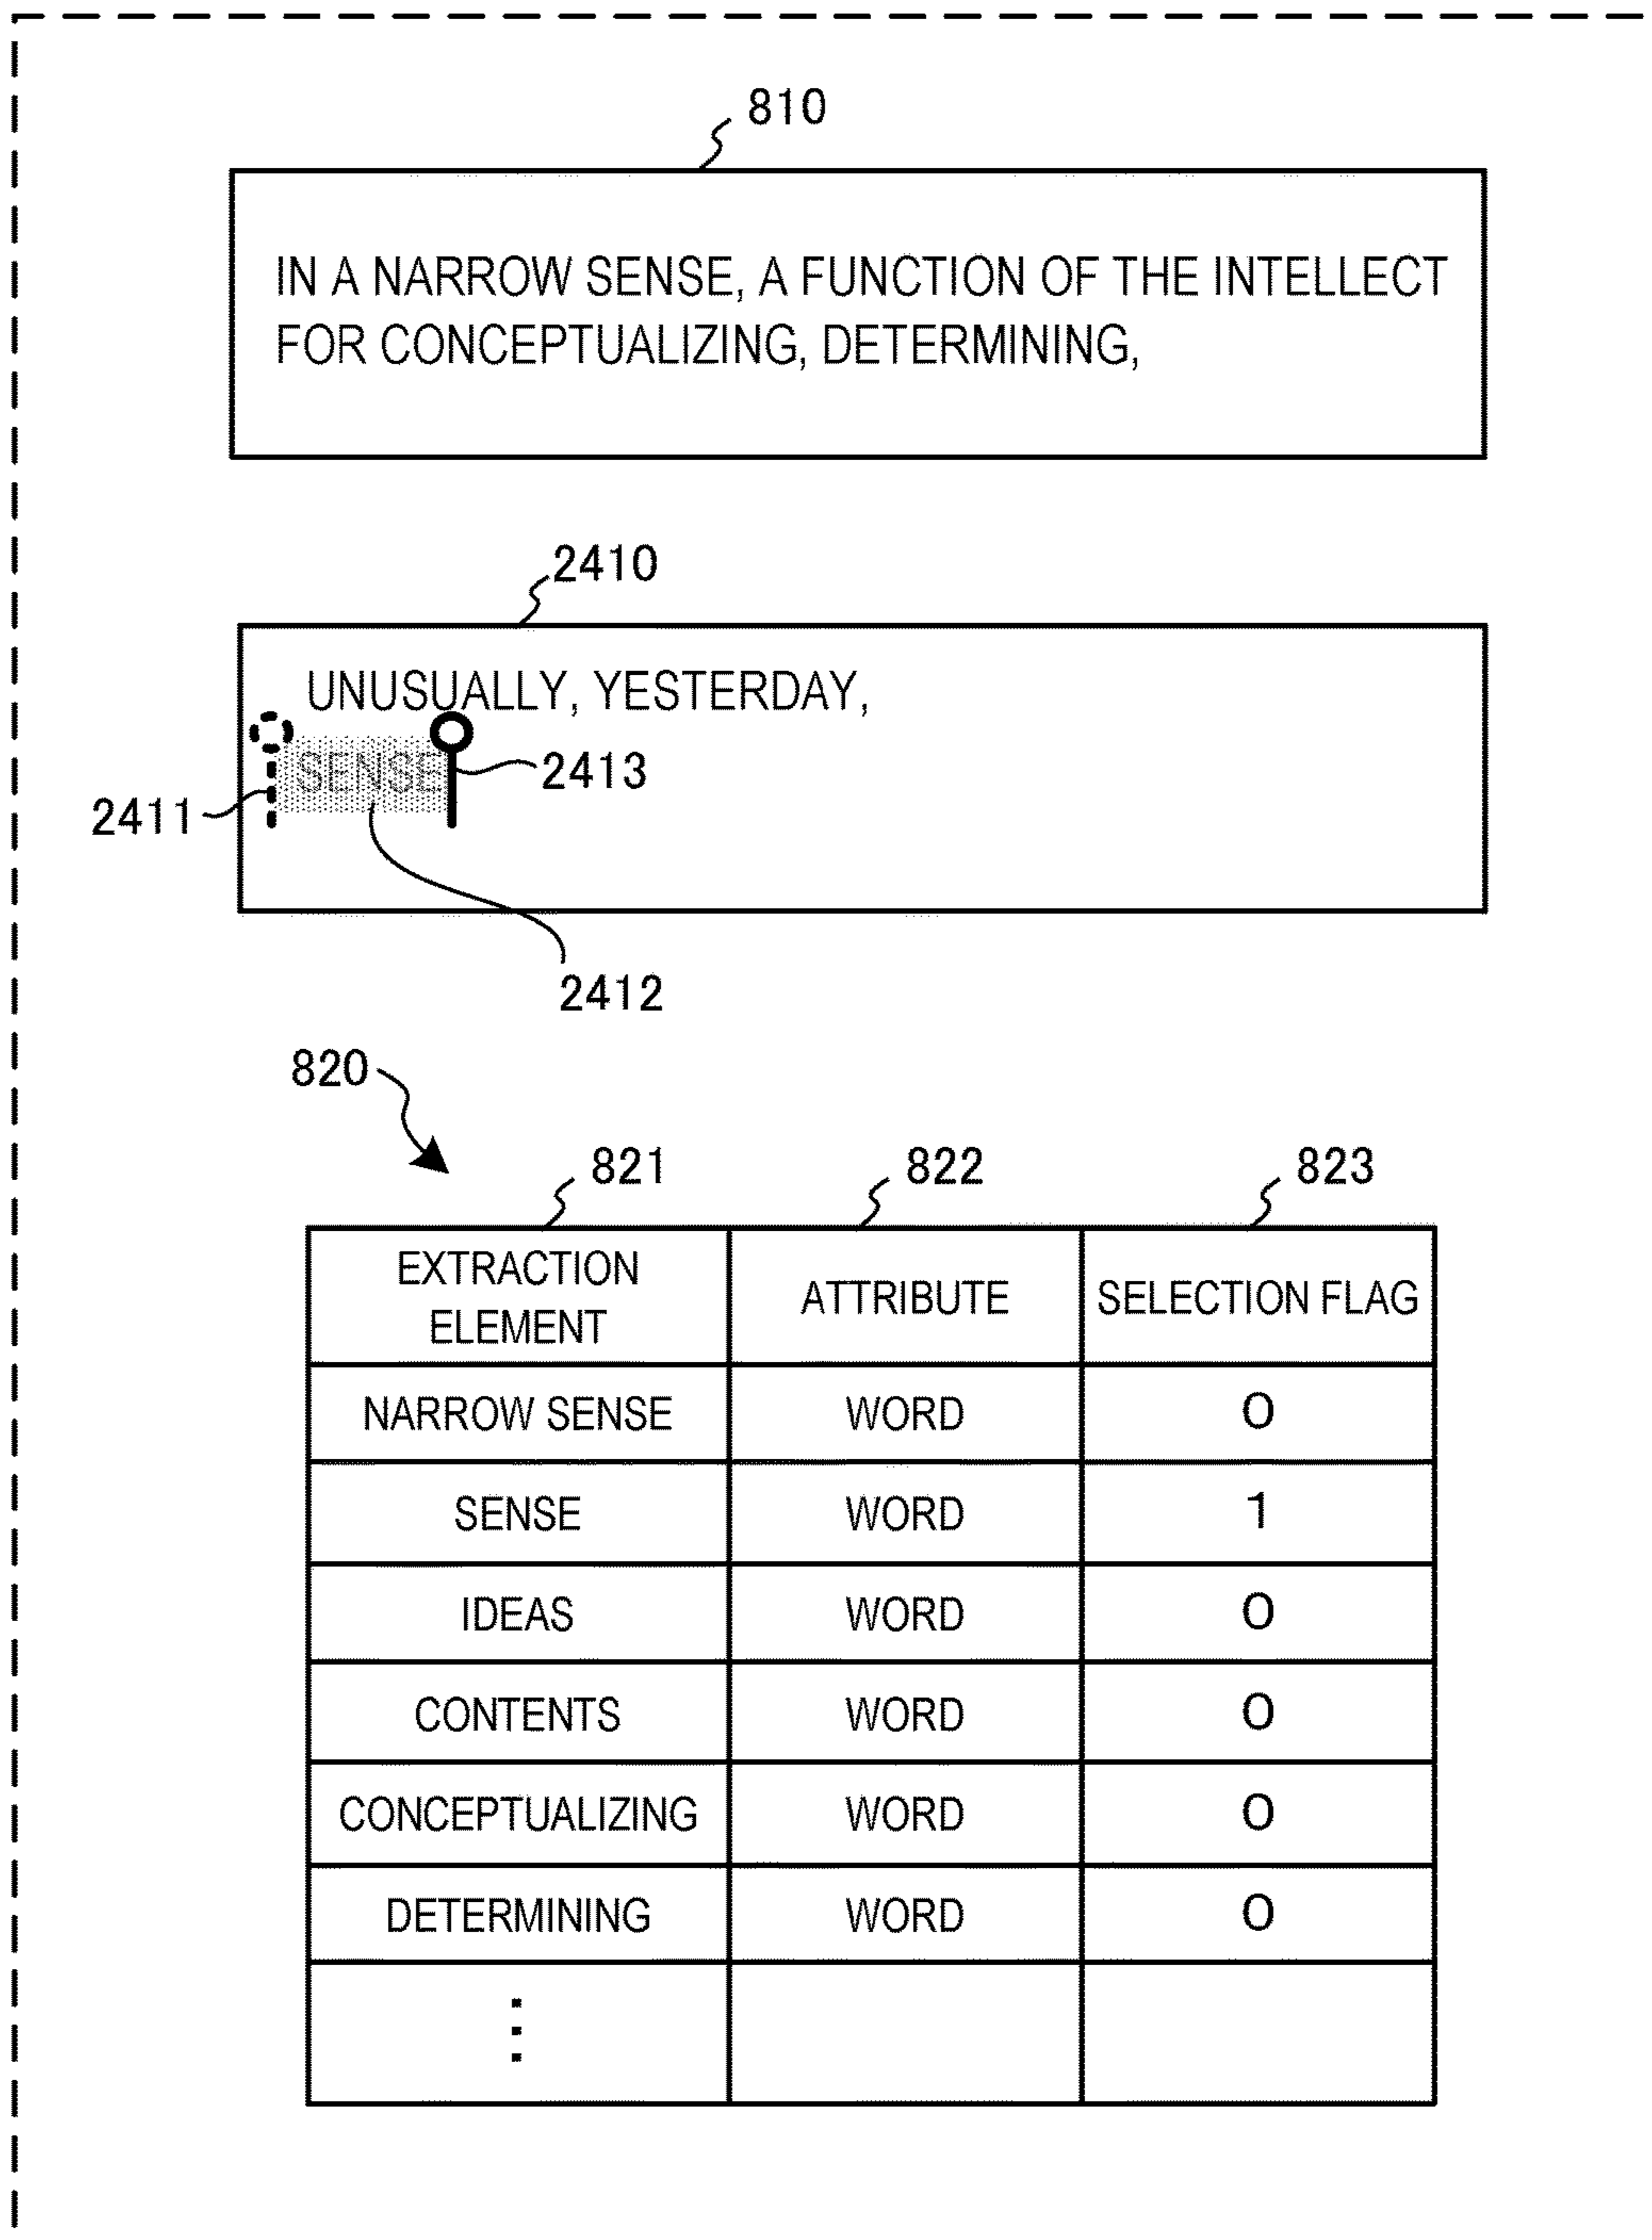 810
IN A NARROW SENSE, A FUNCTION OF THE INTELLECT
FOR CONCEPTUALIZING, DETERMINING,
2410
UNUSUALLY, YESTERDAY,
SENSE
2413
2411
2412
820
821 822 823
EXTRACTION ELEMENT ATTRIBUTE SELECTION FLAG
NARROW SENSE WORD 0
SENSE WORD 1
IDEAS WORD 0
CONTENTS WORD 0
CONCEPTUALIZING WORD 0
DETERMINING WORD 0
⋮